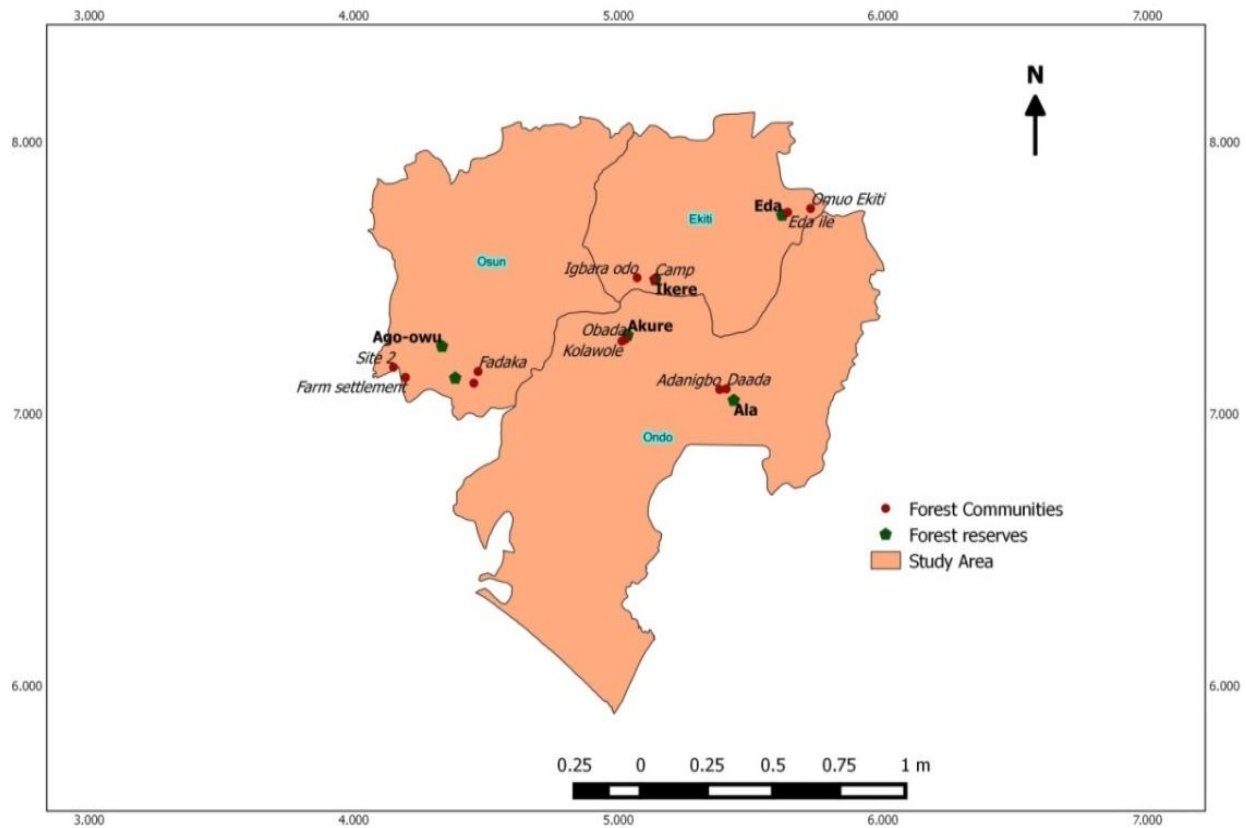 3.000 4.000 5.000 6.000 7.000
N
8.000 8.000
Omuo Ekiti
Eda
Eda ile
Ekiti
Osun
Igbara odo Camp
Ikere
Akure
Obada
Ago-owu
Kolawole
Site 2
Fadaka
Farm settlement
Adanigbo Daada
Ala
7.000 7.000
Ondo
Forest Communities
Forest reserves
Study Area
6.000 6.000
0.25 0 0.25 0.5 0.75 1 m
3.000 4.000 5.000 6.000 7.000